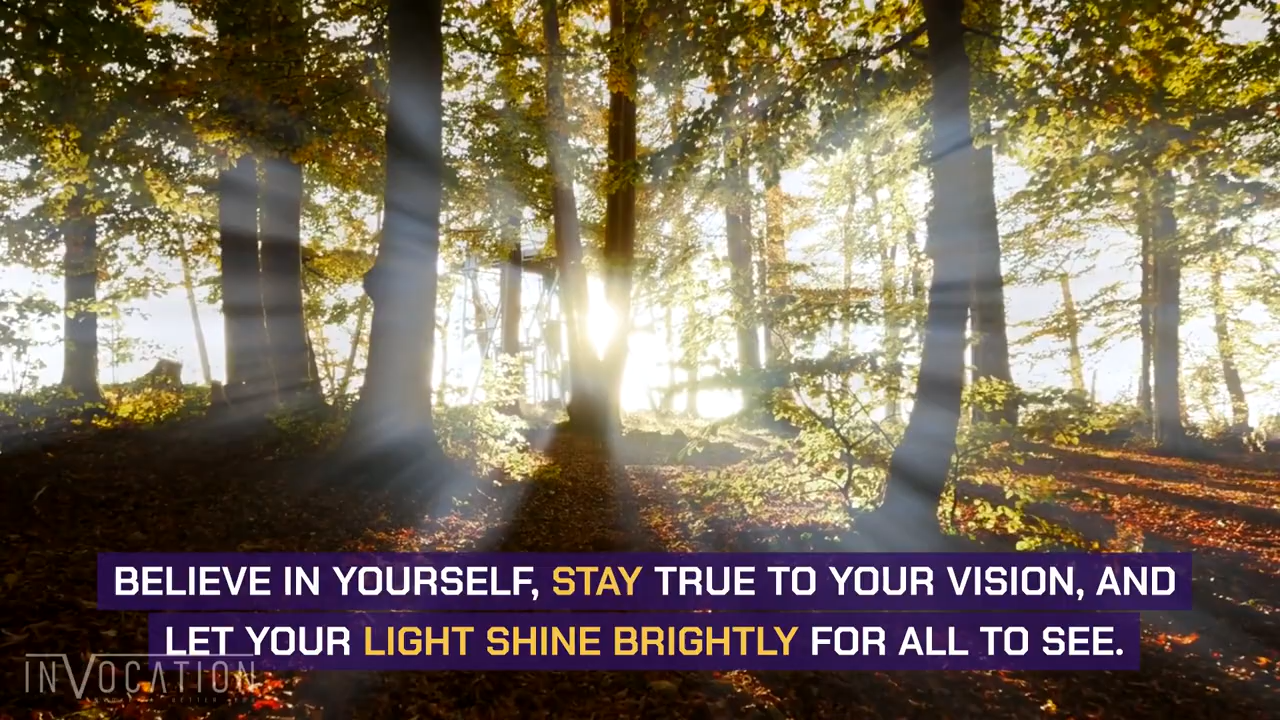 BELIEVE IN YOURSELF, STAY TRUE TO YOUR VISION, AND
LET YOUR LIGHT SHINE BRIGHTLY FOR ALL TO SEE.
INVOCATION